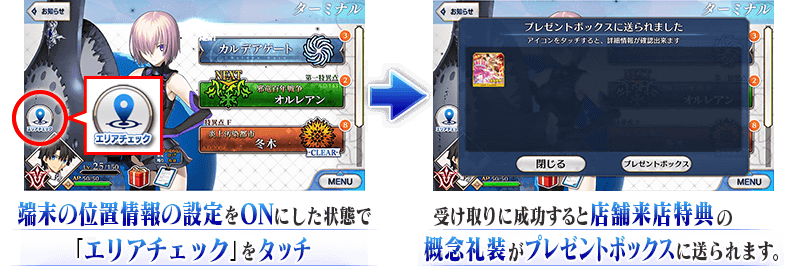 お知らせ
ターミナル
3
カルデアゲート
NEXT
第一特異点
2
邪竜百年戦争
オルレアン
特異点 F
8
炎上汚染都市
冬木
-CLEAR-
エリアチェック
エリアチェック
Lv.25/150
AP:50/50
MENU
端末の位置情報の設定をONにした状態で
「エリアチェック」をタッチ
お知らせ
ターミナル
プレゼントボックスに送られました
アイコンをタッチすると、詳細情報が確認出来ます
3
2
8
閉じる
プレゼントボックス
AP:50/50
MENU
受け取りに成功すると店舗来店特典の
概念礼装がプレゼントボックスに送られます。